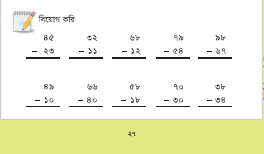 বিয়োগ করি
৪৫ ৩২ ৬৮ ৭৯ ৯৮
– ২৩ – ১১ – ১২ – ৫৪ – ৬৭
৪৯ ৬৬ ৫৮ ৭০ ৩৮
– ১০ – ৪০ – ১৮ – ৩০ – ৩৪
২৭